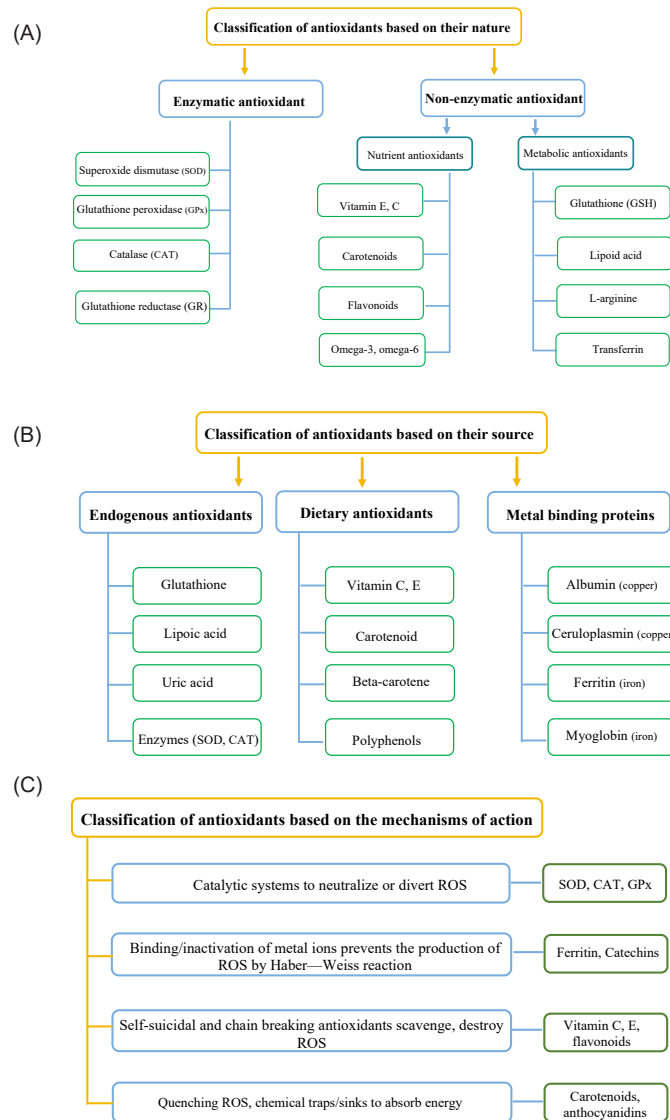 (A)
Classification of antioxidants based on their nature
Enzymatic antioxidant
Superoxide dismutase (SOD)
Glutathione peroxidase (GPx)
Catalase (CAT)
Glutathione reductase (GR)
Non-enzymatic antioxidant
Nutrient antioxidants
Vitamin E, C
Carotenoids
Flavonoids
Omega-3, omega-6
Metabolic antioxidants
Glutathione (GSH)
Lipoid acid
L-arginine
Transferrin
(B)
Classification of antioxidants based on their source
Endogenous antioxidants
Glutathione
Lipoic acid
Uric acid
Enzymes (SOD, CAT)
Dietary antioxidants
Vitamin C, E
Carotenoid
Beta-carotene
Polyphenols
Metal binding proteins
Albumin (copper)
Ceruloplasmin (copper
Ferritin (iron)
Myoglobin (iron)
(C)
Classification of antioxidants based on the mechanisms of action
Catalytic systems to neutralize or divert ROS
SOD, CAT, GPx
Binding/inactivation of metal ions prevents the production of
ROS by Haber—Weiss reaction
Ferritin, Catechins
Self-suicidal and chain breaking antioxidants scavenge, destroy
ROS
Vitamin C, E,
flavonoids
Quenching ROS, chemical traps/sinks to absorb energy
Carotenoids,
anthocyanidins